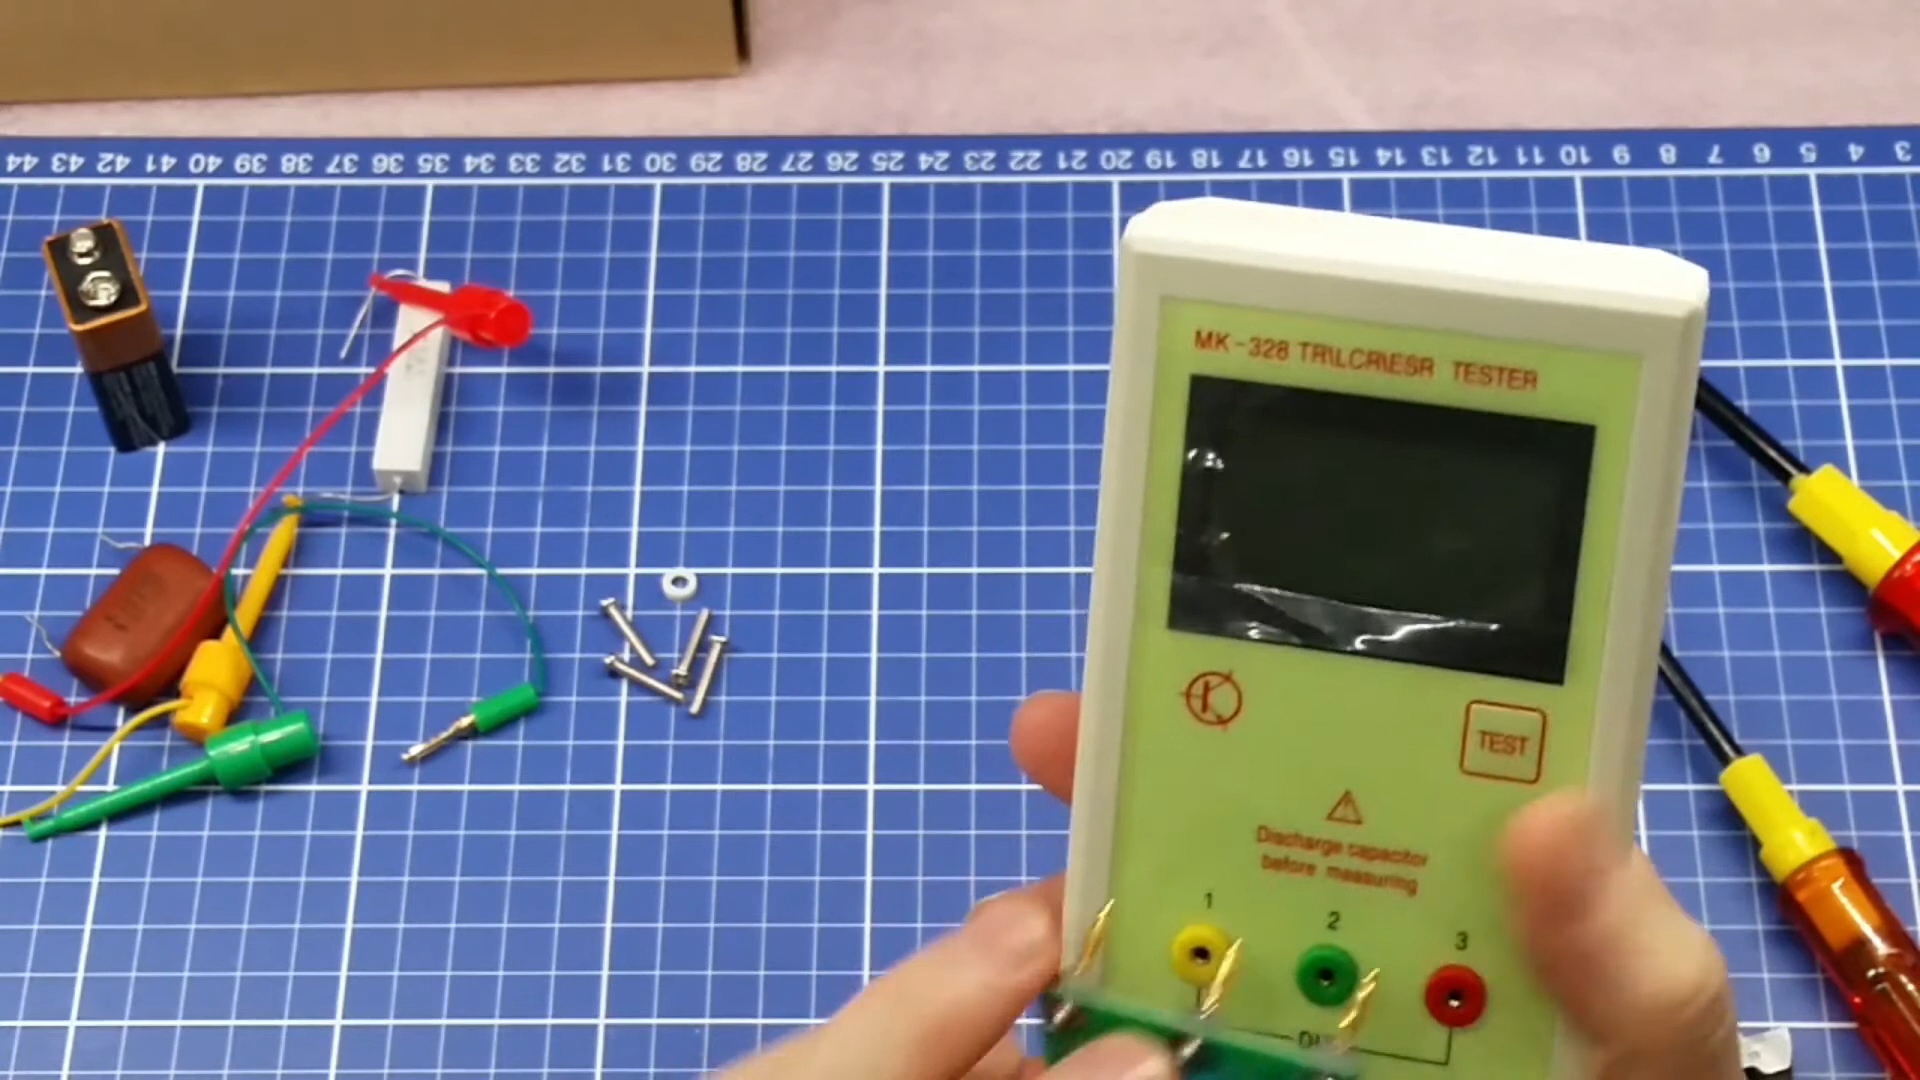 44 43 42 41 40 39 38 37 36 35 34 33 32 31 30 29 28 27 26 25 24 23 22 21 20 19 18 17 16 15 14 13 12 11 10 9 8 7 6 5 4 3
MK-328 TR\LCR\ESR TESTER
TEST
Discharge capacitor
before measuring
1
2
3